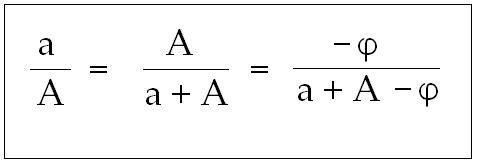 a/A = A/(a + A) = −φ/(a + A −φ)